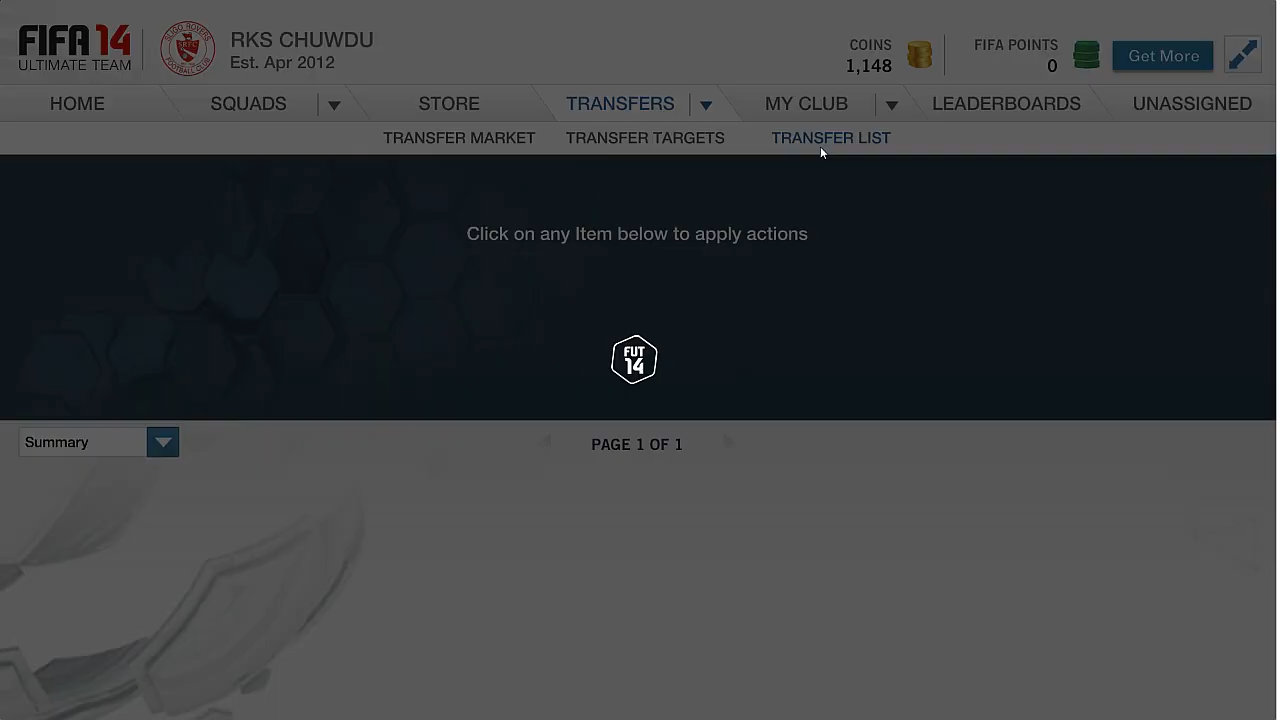 FIFA 14
ULTIMATE TEAM
RKS CHUWDU
Est. Apr 2012
COINS
1,148
FIFA POINTS
0
Get More
HOME
SQUADS
STORE
TRANSFERS
MY CLUB
LEADERBOARDS
UNASSIGNED
TRANSFER MARKET
TRANSFER TARGETS
TRANSFER LIST
Click on any Item below to apply actions
FUT
14
Summary
PAGE 1 OF 1